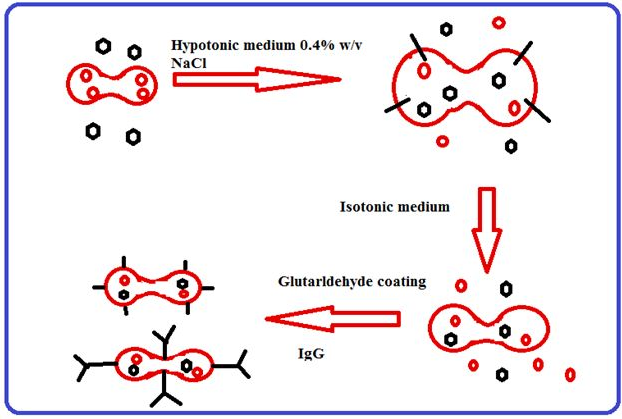 Hypotonic medium 0.4% w/v
NaCl
Isotonic medium
Glutarldehyde coating
IgG